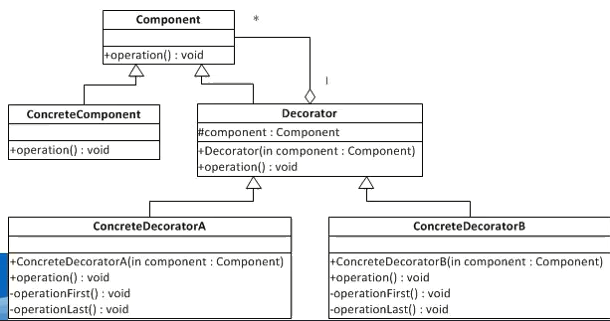 Component
*
+operation() : void
ConcreteComponent
+operation() : void
Decorator
#component : Component
+Decorator(in component : Component)
+operation() : void
ConcreteDecoratorA
+ConcreteDecoratorA(in component : Component)
+operation() : void
-operationFirst() : void
-operationLast() : void
ConcreteDecoratorB
+ConcreteDecoratorB(in component : Component)
+operation() : void
-operationFirst() : void
-operationLast() : void